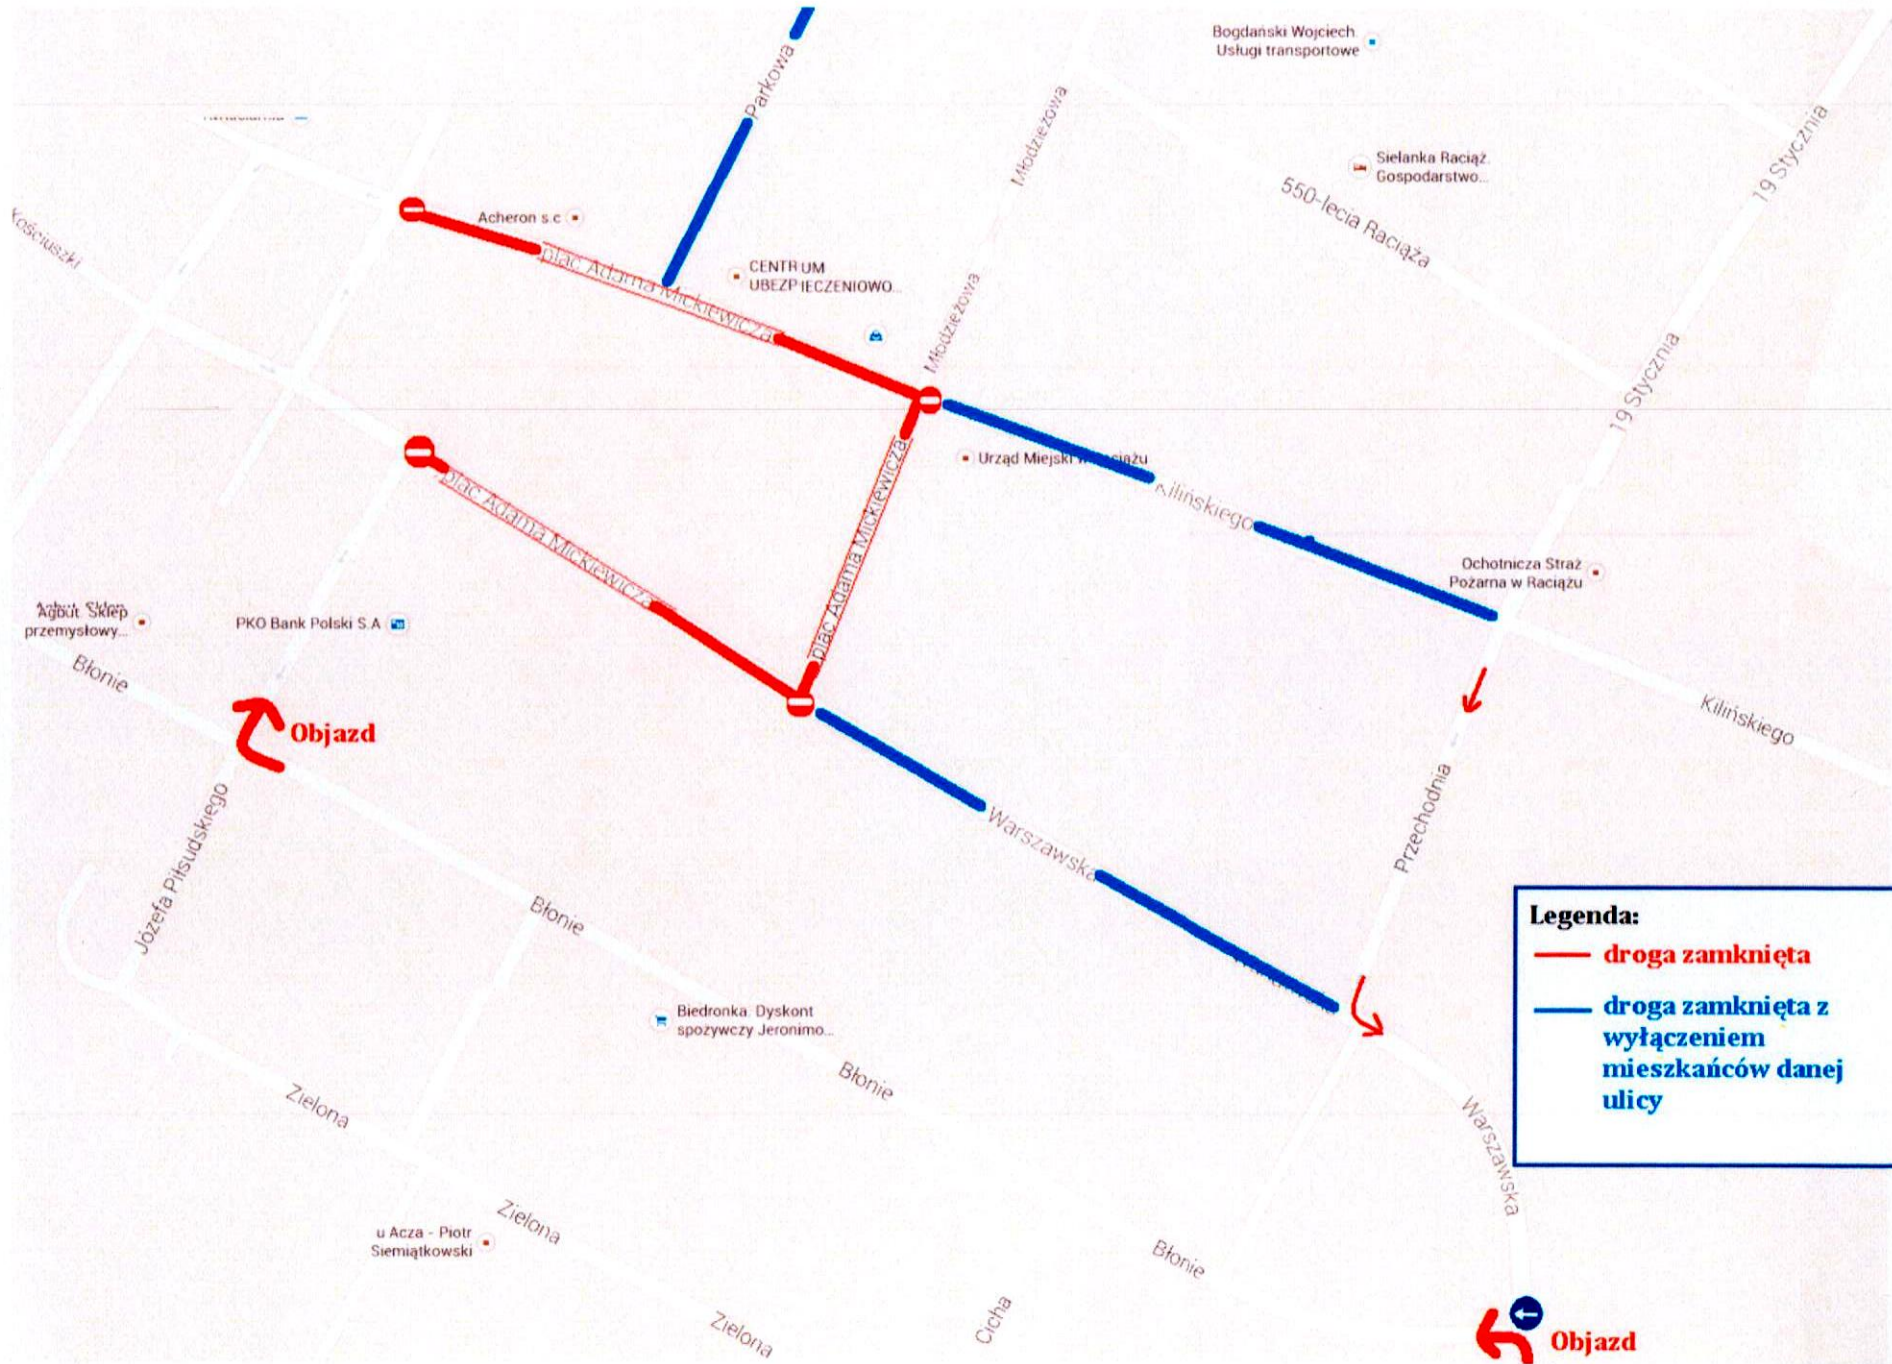 Bogdański Wojciech.
Usługi transportowe
Parkowa
Młodzieżowa
19 Stycznia
Sielanka Raciąż.
Gospodarstwo...
550-lecia Raciąża
Acheron s.c
Kościuszki
plac Adama Mickiewicza
CENTRUM
UBEZPIECZENIOWO...
Młodzieżowa
19 Stycznia
Urząd Miejski w Raciążu
plac Adama Mickiewicza
plac Adama Mickiewicza
Kilińskiego
Ochotnicza Straż
Pożarna w Raciążu
Agbut. Sklep
przemysłowy...
PKO Bank Polski S.A
Błonie
Objazd
Kilińskiego
Józefa Piłsudskiego
Warszawska
Przechodnia
Błonie
Legenda:
droga zamknięta
droga zamknięta z
wyłączeniem
mieszkańców danej
ulicy
Biedronka. Dyskont
spożywczy Jeronimo...
Błonie
Zielona
Warszawska
u Acza - Piotr
Siemiątkowski
Zielona
Błonie
Zielona
Cicha
Objazd